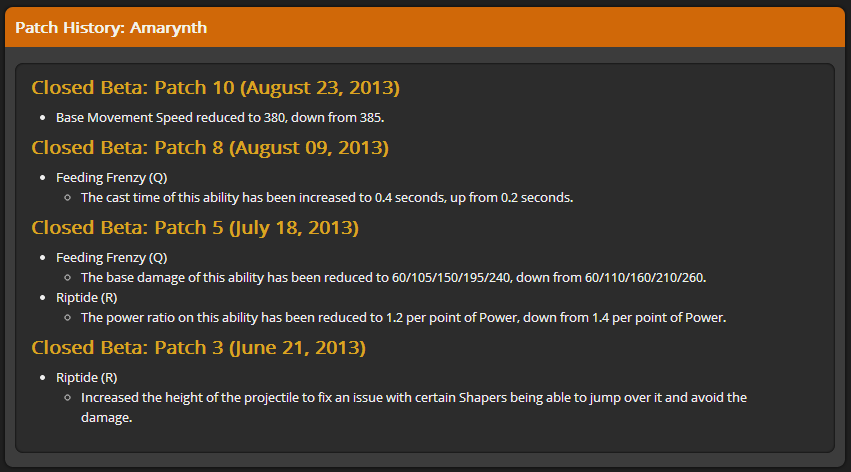 Patch History: Amarynth
Closed Beta: Patch 10 (August 23, 2013)
Base Movement Speed reduced to 380, down from 385.
Closed Beta: Patch 8 (August 09, 2013)
Feeding Frenzy (Q)
The cast time of this ability has been increased to 0.4 seconds, up from 0.2 seconds.
Closed Beta: Patch 5 (July 18, 2013)
Feeding Frenzy (Q)
The base damage of this ability has been reduced to 60/105/150/195/240, down from 60/110/160/210/260.
Riptide (R)
The power ratio on this ability has been reduced to 1.2 per point of Power, down from 1.4 per point of Power.
Closed Beta: Patch 3 (June 21, 2013)
Riptide (R)
Increased the height of the projectile to fix an issue with certain Shapers being able to jump over it and avoid the
damage.